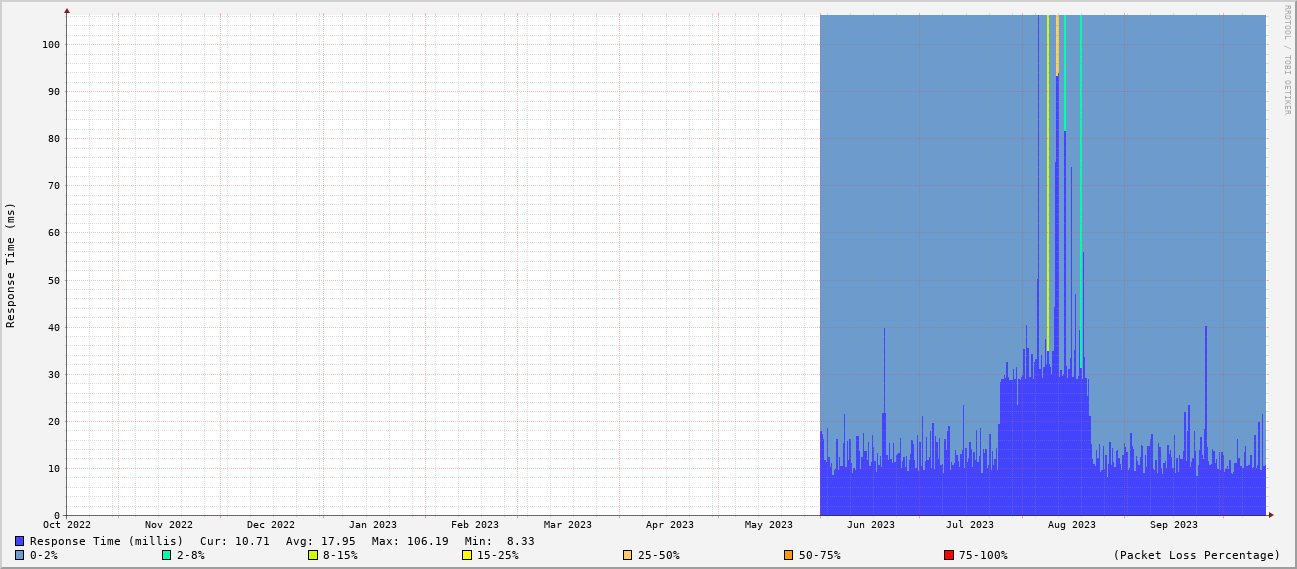 RRDTOOL / TOBI OETIKER
Response Time (ms)
100
90
80
70
60
50
40
30
20
10
0
Oct 2022 Nov 2022 Dec 2022 Jan 2023 Feb 2023 Mar 2023 Apr 2023 May 2023 Jun 2023 Jul 2023 Aug 2023 Sep 2023
Response Time (millis) Cur: 10.71 Avg: 17.95 Max: 106.19 Min: 8.33
0-2% 2-8% 8-15% 15-25% 25-50% 50-75% 75-100% (Packet Loss Percentage)